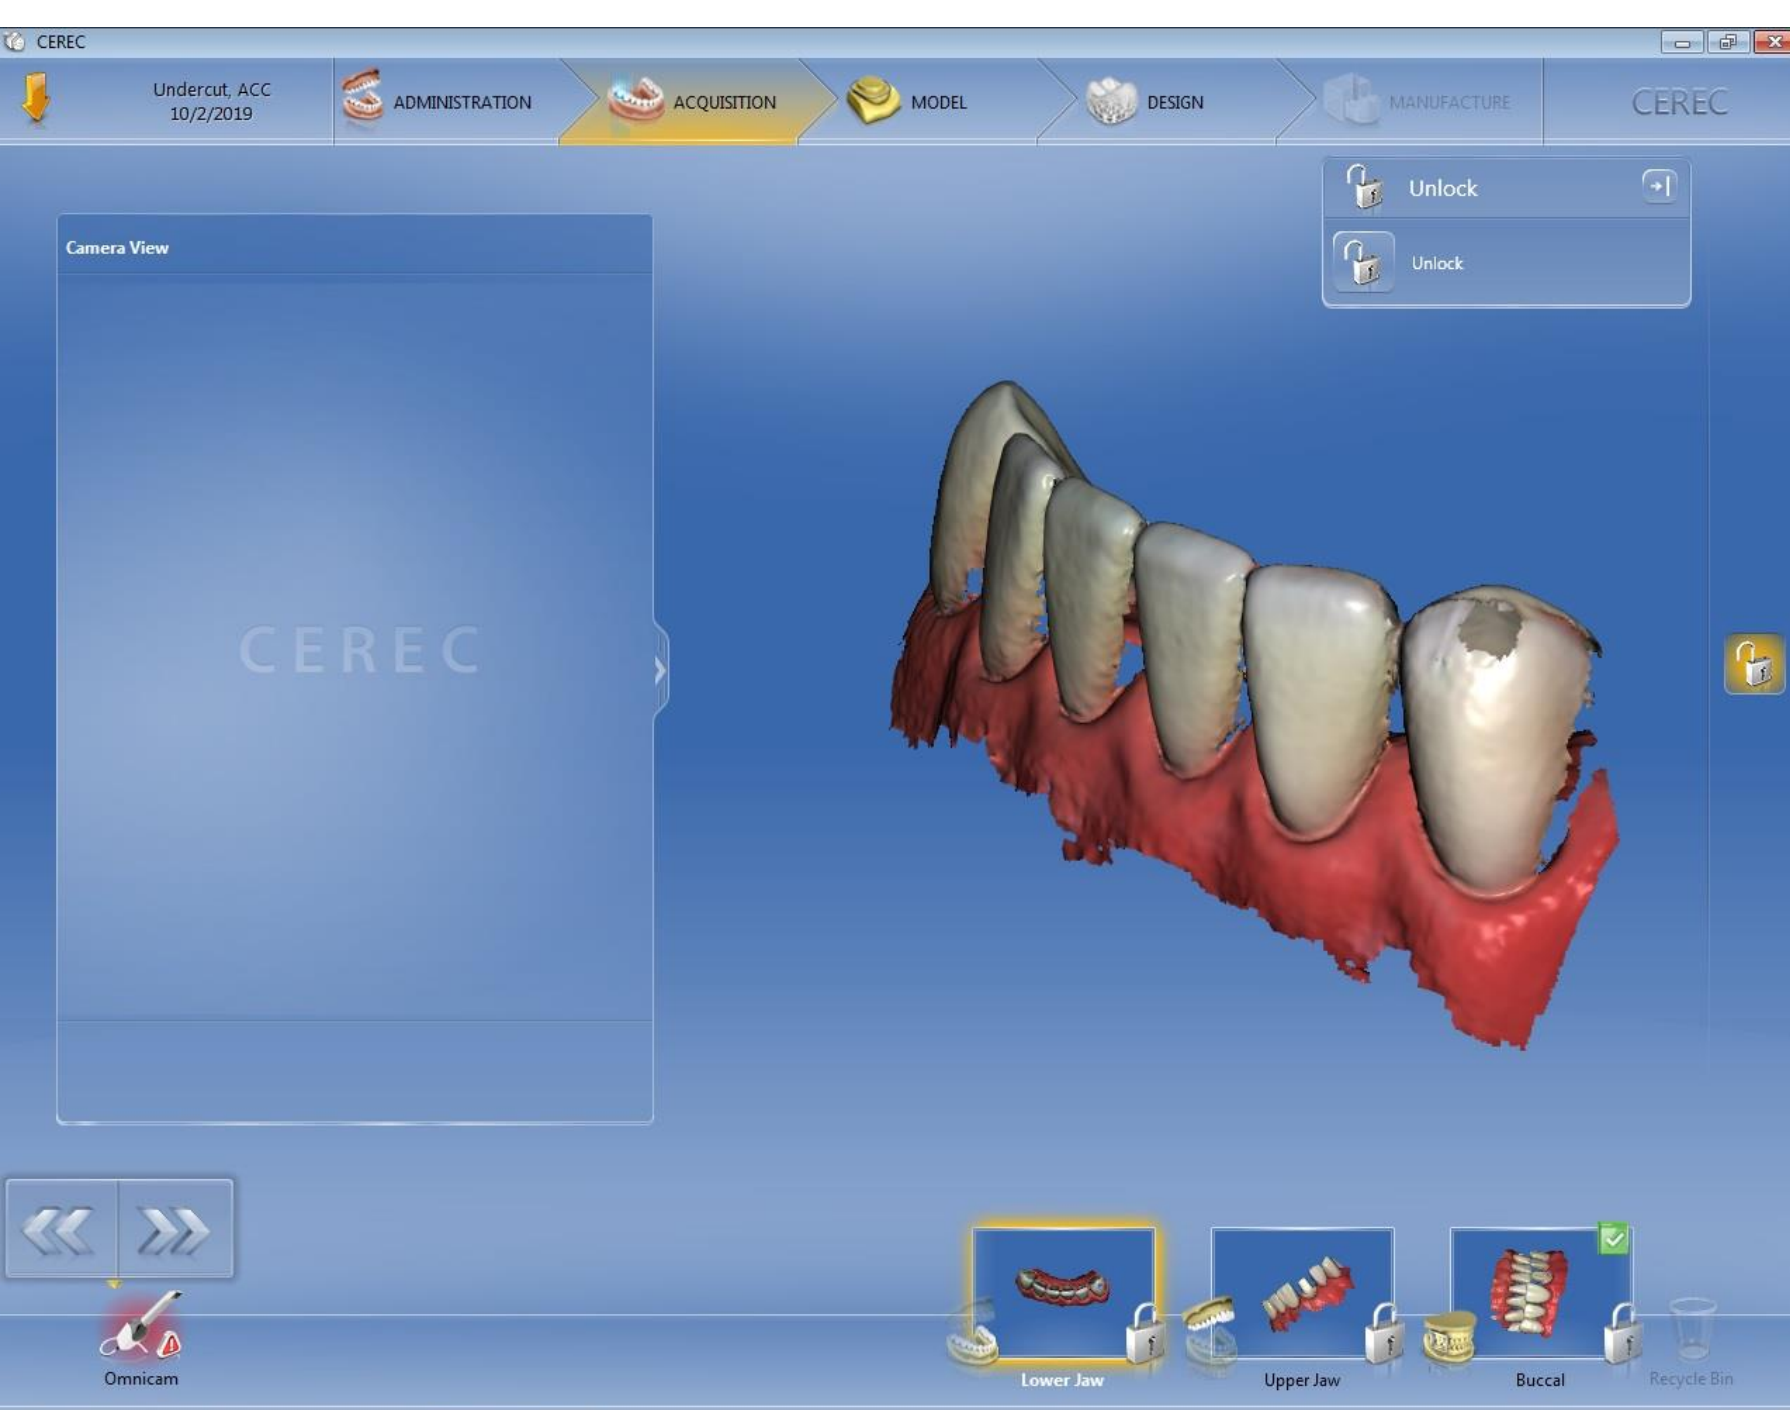 CEREC
Undercut, ACC
10/2/2019
ADMINISTRATION
ACQUISITION
MODEL
DESIGN
MANUFACTURE
CEREC
Unlock
Unlock
Camera View
CEREC
Omnicam
Lower Jaw
Upper Jaw
Buccal
Recycle Bin